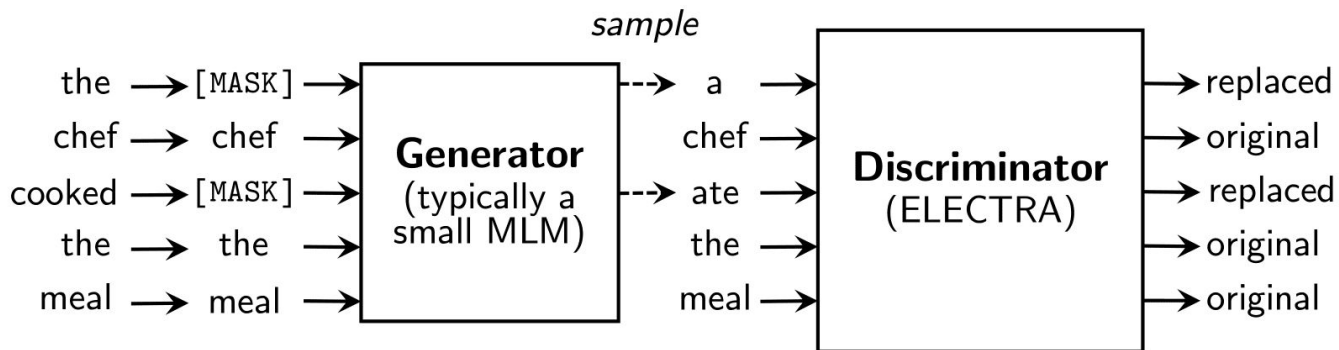 sample
the [MASK] a replaced
chef chef chef original
Generator
(typically a
small MLM)
Discriminator
(ELECTRA)
cooked [MASK] ate replaced
the the the original
meal meal meal original